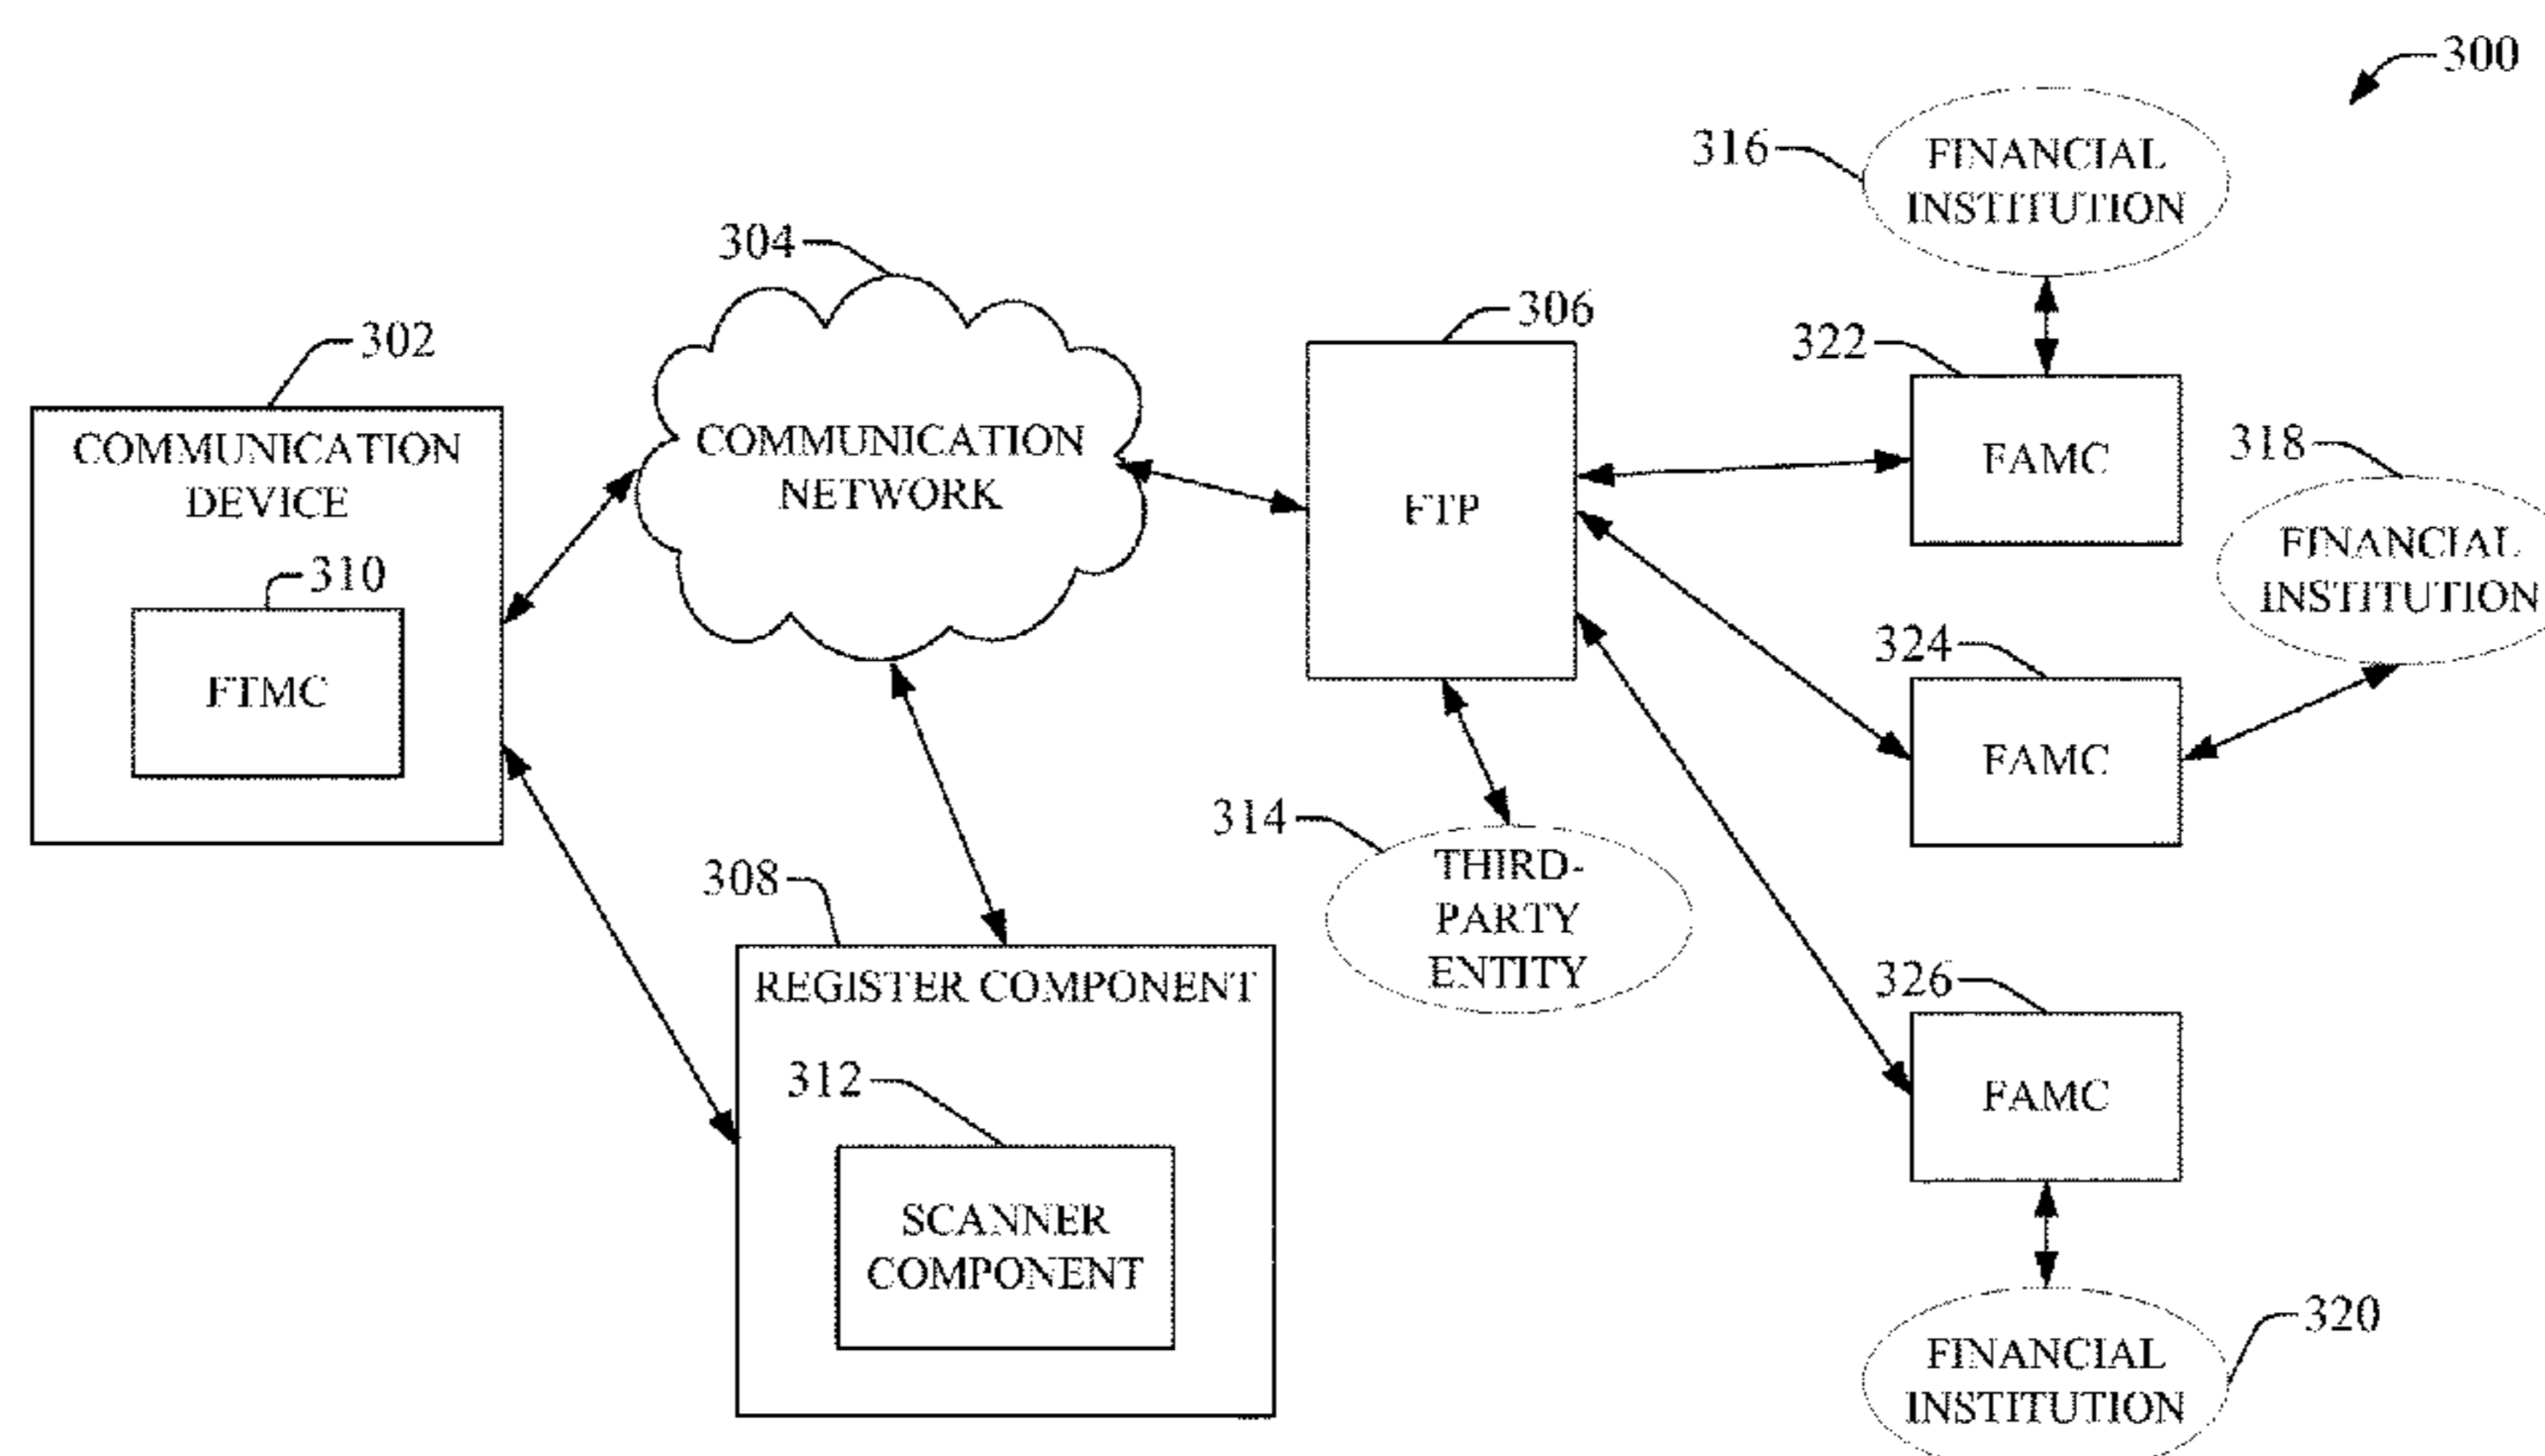 300
316
FINANCIAL
INSTITUTION
304
306
302
322
318
COMMUNICATION
DEVICE
COMMUNICATION
NETWORK
FTP
FAMC
FINANCIAL
INSTITUTION
310
FTMC
324
FAMC
314
THIRD-
PARTY
ENTITY
308
REGISTER COMPONENT
326
FAMC
312
SCANNER
COMPONENT
320
FINANCIAL
INSTITUTION